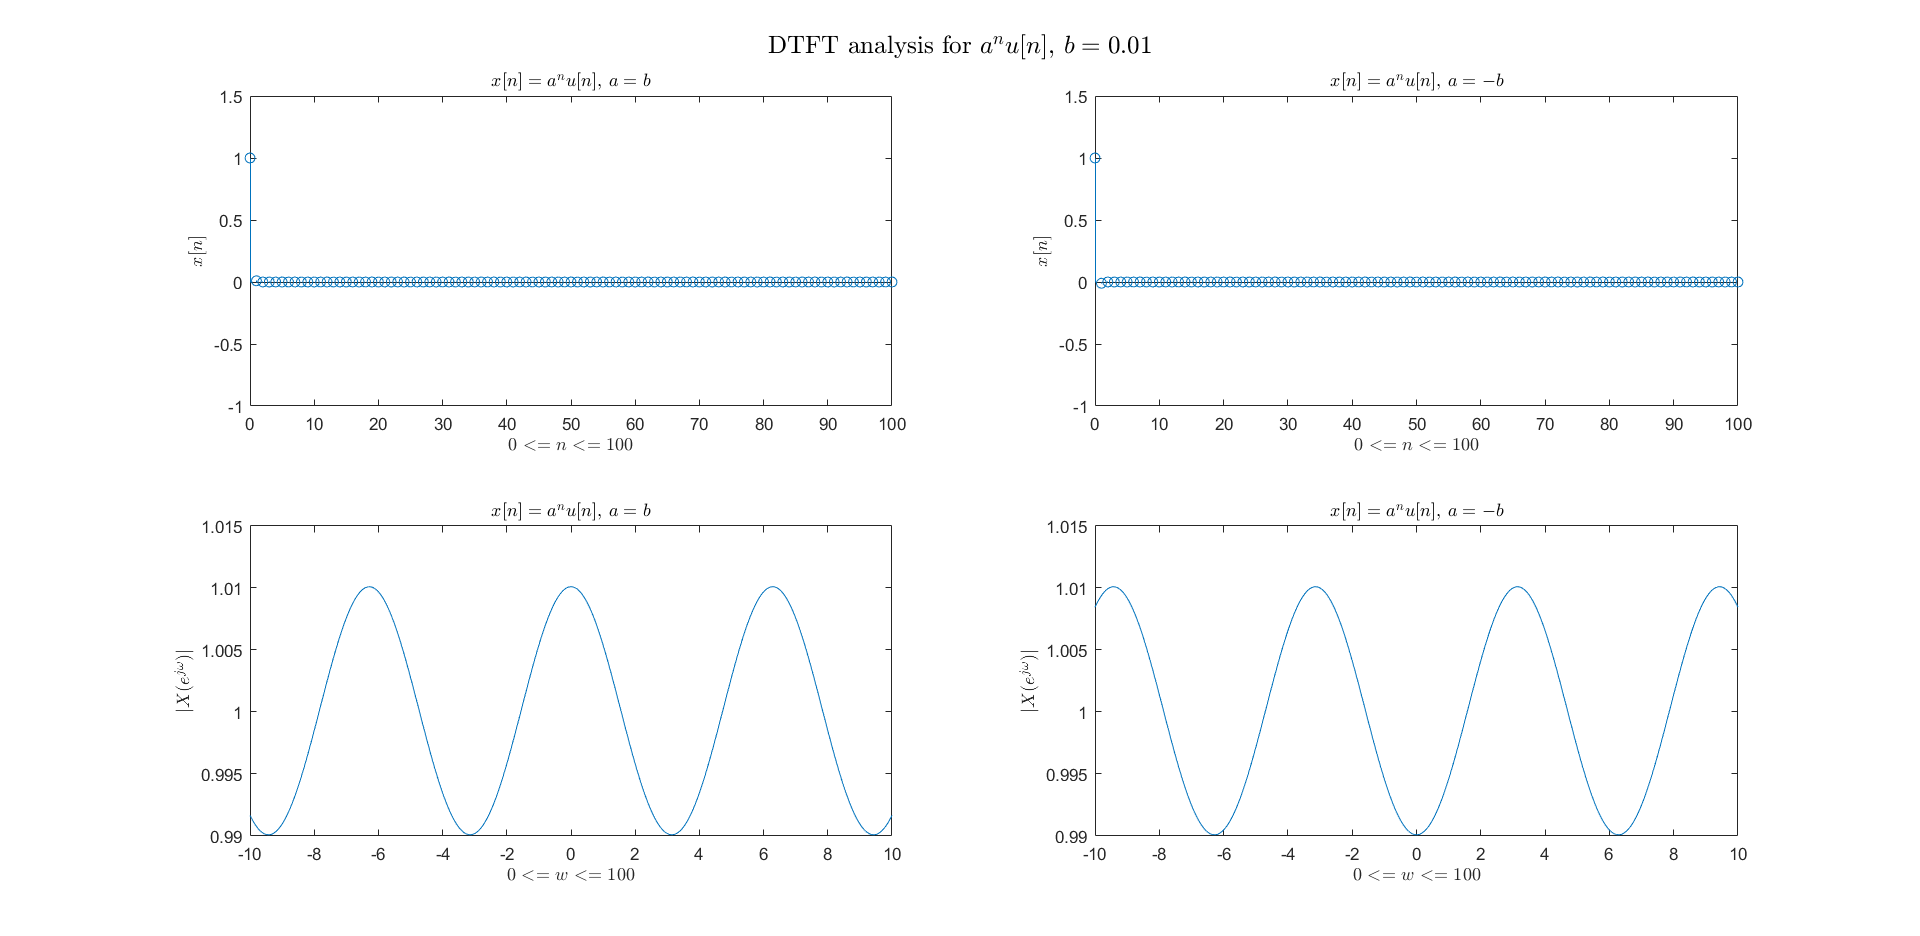 DTFT analysis for $a^n u[n]$, $b = 0.01$
$x[n] = a^n u[n]$, $a = b$
1.5
1
0.5
0
-0.5
-1
$x[n]$
0 10 20 30 40 50 60 70 80 90 100
$0 <= n <= 100$
$x[n] = a^n u[n]$, $a = -b$
1.5
1
0.5
0
-0.5
-1
$x[n]$
0 10 20 30 40 50 60 70 80 90 100
$0 <= n <= 100$
$x[n] = a^n u[n]$, $a = b$
1.015
1.01
1.005
1
0.995
0.99
$|X(e^{j\omega})|$
-10 -8 -6 -4 -2 0 2 4 6 8 10
$0 <= w <= 100$
$x[n] = a^n u[n]$, $a = -b$
1.015
1.01
1.005
1
0.995
0.99
$|X(e^{j\omega})|$
-10 -8 -6 -4 -2 0 2 4 6 8 10
$0 <= w <= 100$